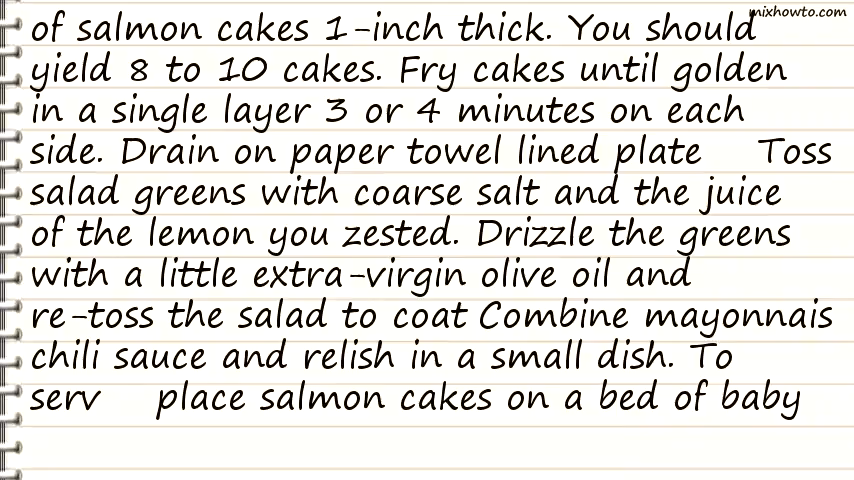 mixhowto.com
of salmon cakes 1-inch thick. You should
yield 8 to 10 cakes. Fry cakes until golden
in a single layer 3 or 4 minutes on each
side. Drain on paper towel lined plate Toss
salad greens with coarse salt and the juice
of the lemon you zested. Drizzle the greens
with a little extra-virgin olive oil and
re-toss the salad to coat Combine mayonnais
chili sauce and relish in a small dish. To
serv place salmon cakes on a bed of baby